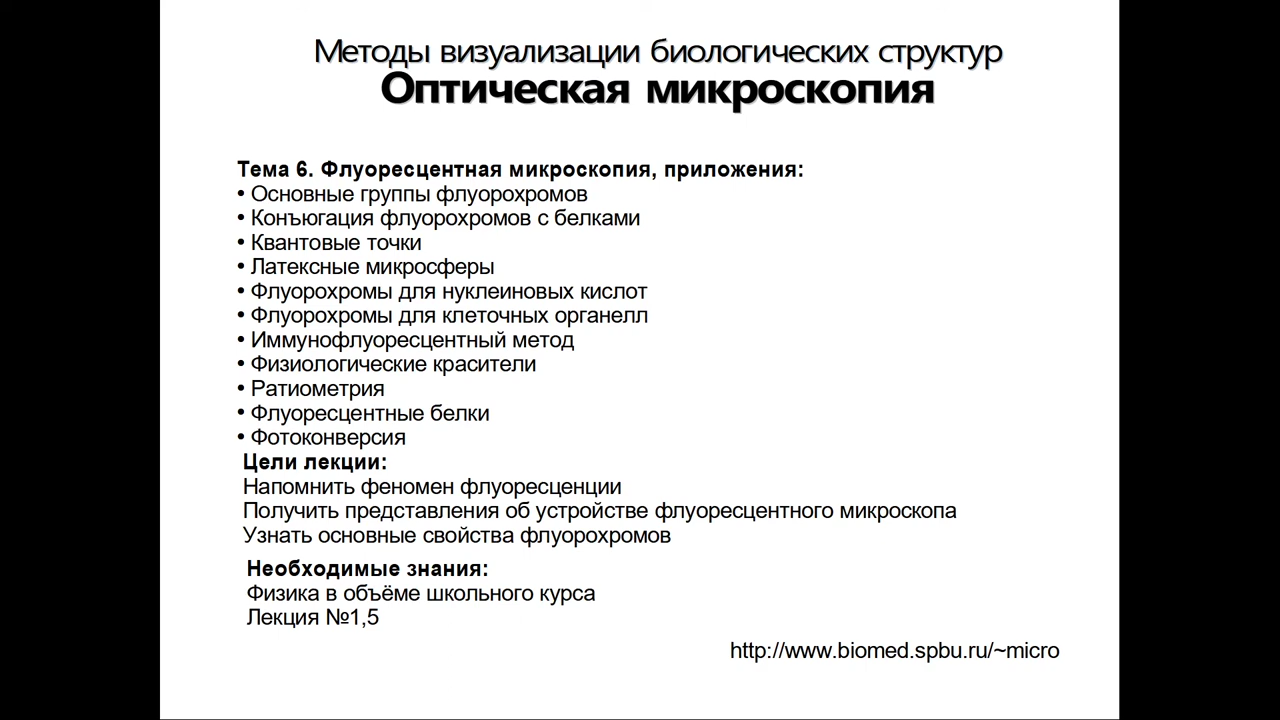 Методы визуализации биологических структур
Оптическая микроскопия
Тема 6. Флуоресцентная микроскопия, приложения:
• Основные группы флуорохромов
• Конъюгация флуорохромов с белками
• Квантовые точки
• Латексные микросферы
• Флуорохромы для нуклеиновых кислот
• Флуорохромы для клеточных органелл
• Иммунофлуоресцентный метод
• Физиологические красители
• Ратиометрия
• Флуоресцентные белки
• Фотоконверсия
Цели лекции:
Напомнить феномен флуоресценции
Получить представления об устройстве флуоресцентного микроскопа
Узнать основные свойства флуорохромов
Необходимые знания:
Физика в объёме школьного курса
Лекция №1,5
http://www.biomed.spbu.ru/~micro